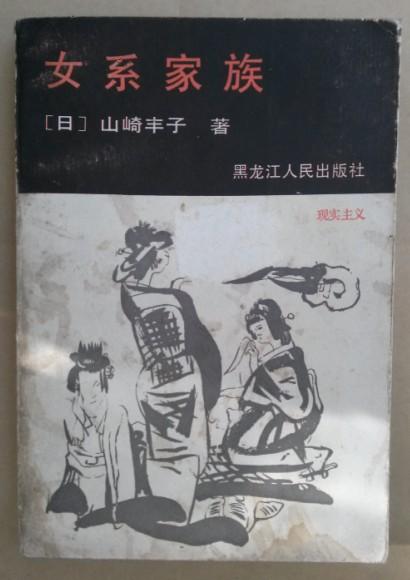 女系家族
[日] 山崎丰子 著
黑龙江人民出版社
现实主义